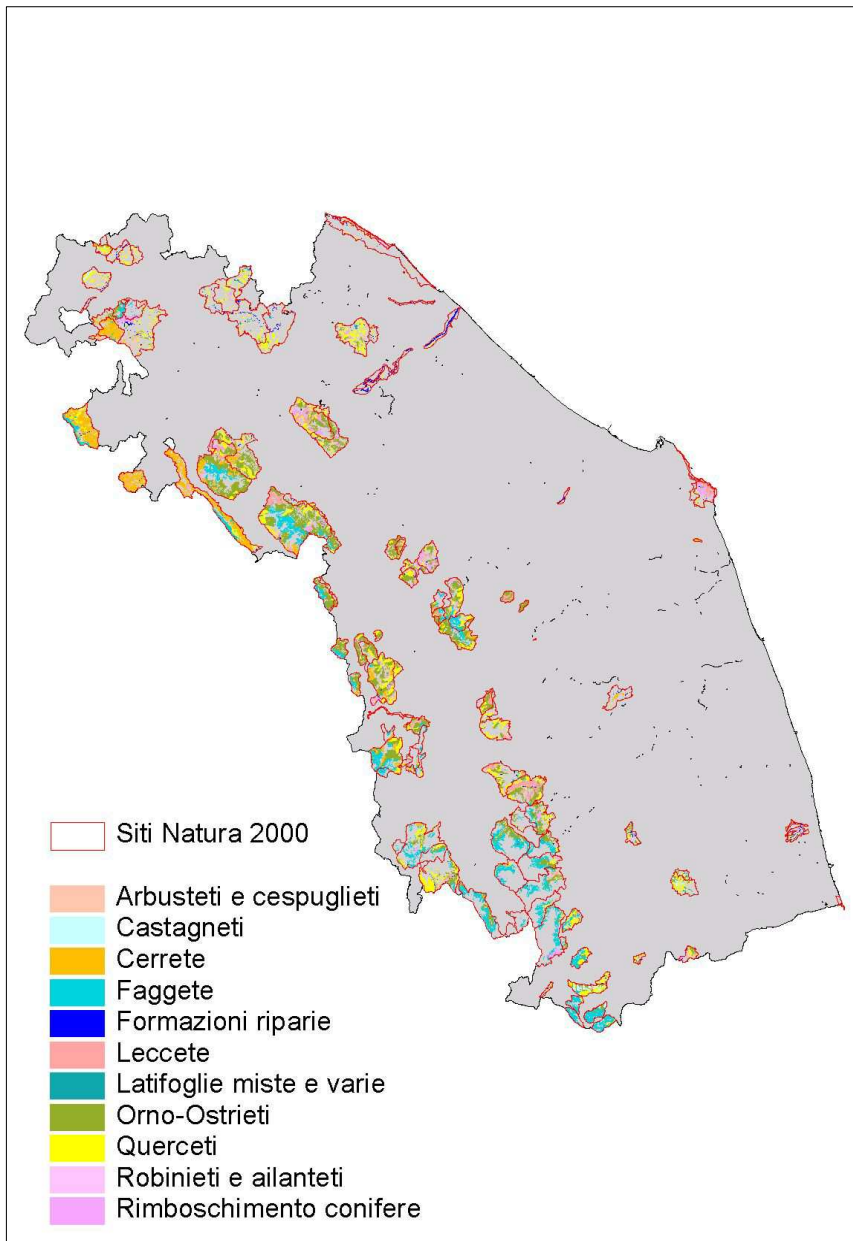 Siti Natura 2000
Arbusteti e cespuglieti
Castagneti
Cerrete
Faggete
Formazioni riparie
Leccete
Latifoglie miste e varie
Orno-Ostrieti
Querceti
Robinieti e ailanteti
Rimboschimento conifere